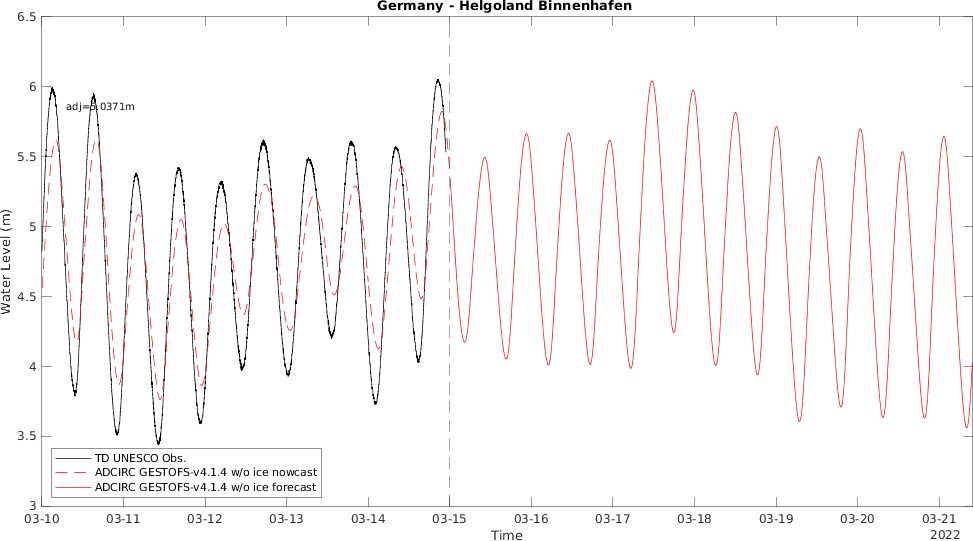 Germany - Helgoland Binnenhafen
6.5
6
5.5
5
4.5
4
3.5
3
Water Level (m)
adj=5.0371m
TD UNESCO Obs.
ADCIRC GESTOFS-v4.1.4 w/o ice nowcast
ADCIRC GESTOFS-v4.1.4 w/o ice forecast
03-10 03-11 03-12 03-13 03-14 03-15 03-16 03-17 03-18 03-19 03-20 03-21
Time 2022